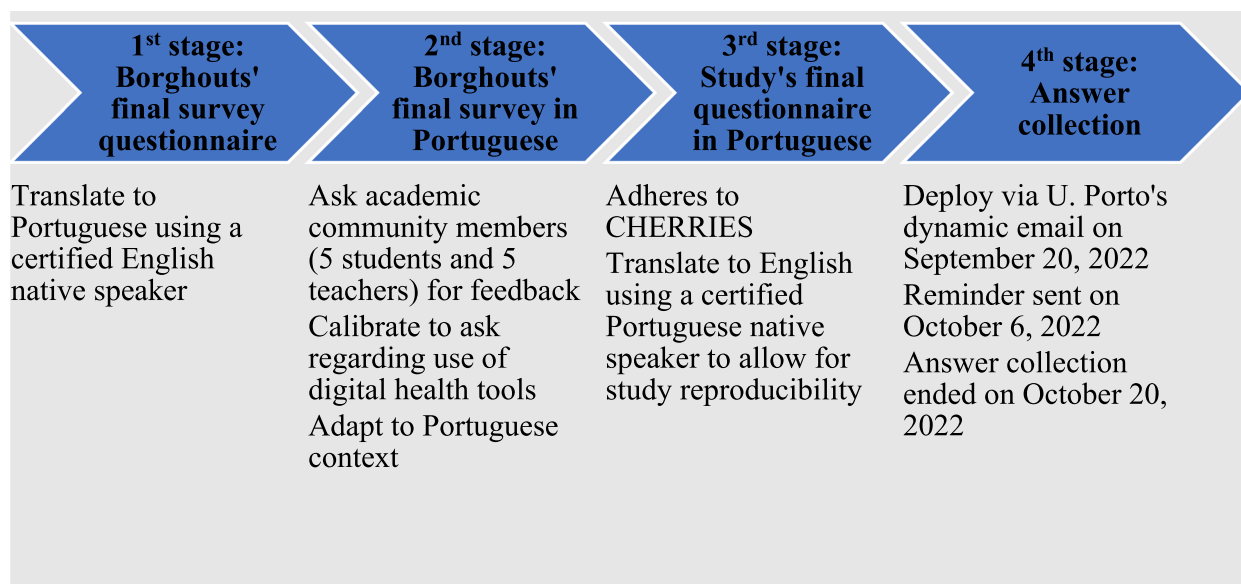 1st stage:
Borghouts'
final survey
questionnaire
2nd stage:
Borghouts'
final survey in
Portuguese
3rd stage:
Study's final
questionnaire
in Portuguese
4th stage:
Answer
collection
Translate to
Portuguese using a
certified English
native speaker
Ask academic
community members
(5 students and 5
teachers) for feedback
Calibrate to ask
regarding use of
digital health tools
Adapt to Portuguese
context
Adheres to
CHERRIES
Translate to English
using a certified
Portuguese native
speaker to allow for
study reproducibility
Deploy via U. Porto's
dynamic email on
September 20, 2022
Reminder sent on
October 6, 2022
Answer collection
ended on October 20,
2022